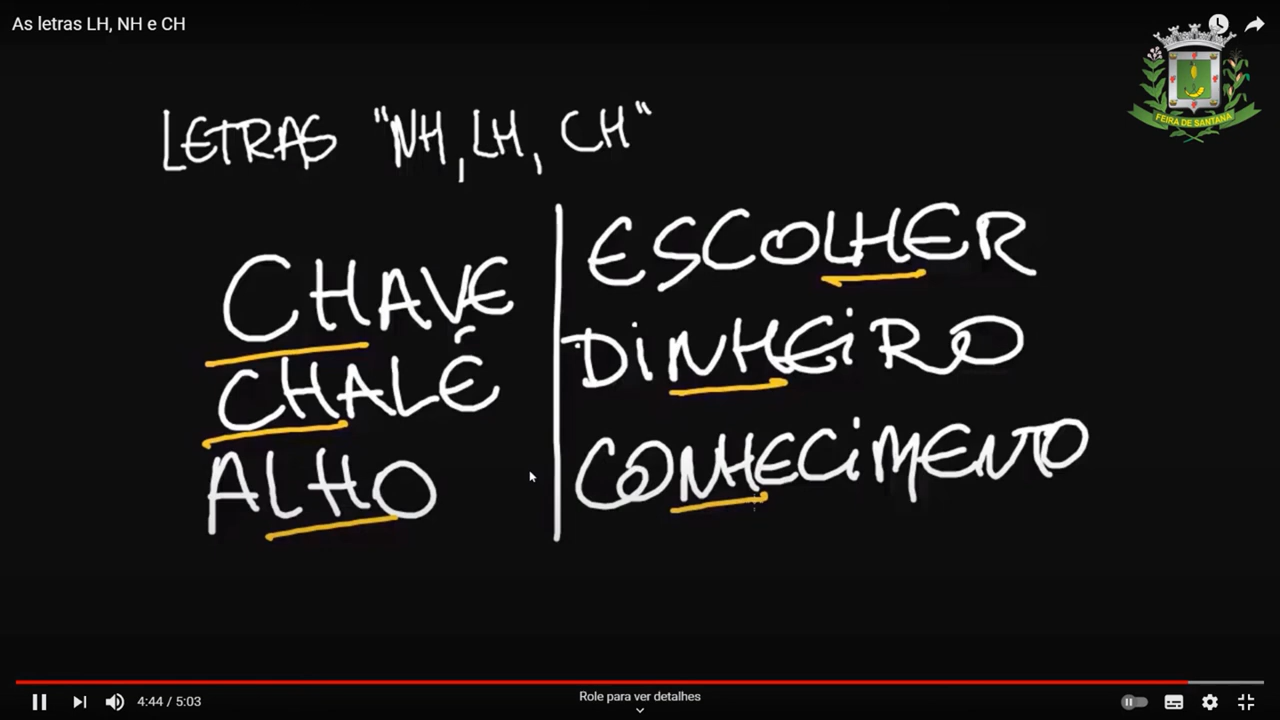 As letras LH, NH e CH
FEIRA DE SANTANA
LETRAS "NH, LH, CH"
CHAVE
CHALÉ
ALHO
ESCOLHER
DINHEIRO
CONHECIMENTO
4:44 / 5:03
Role para ver detalhes